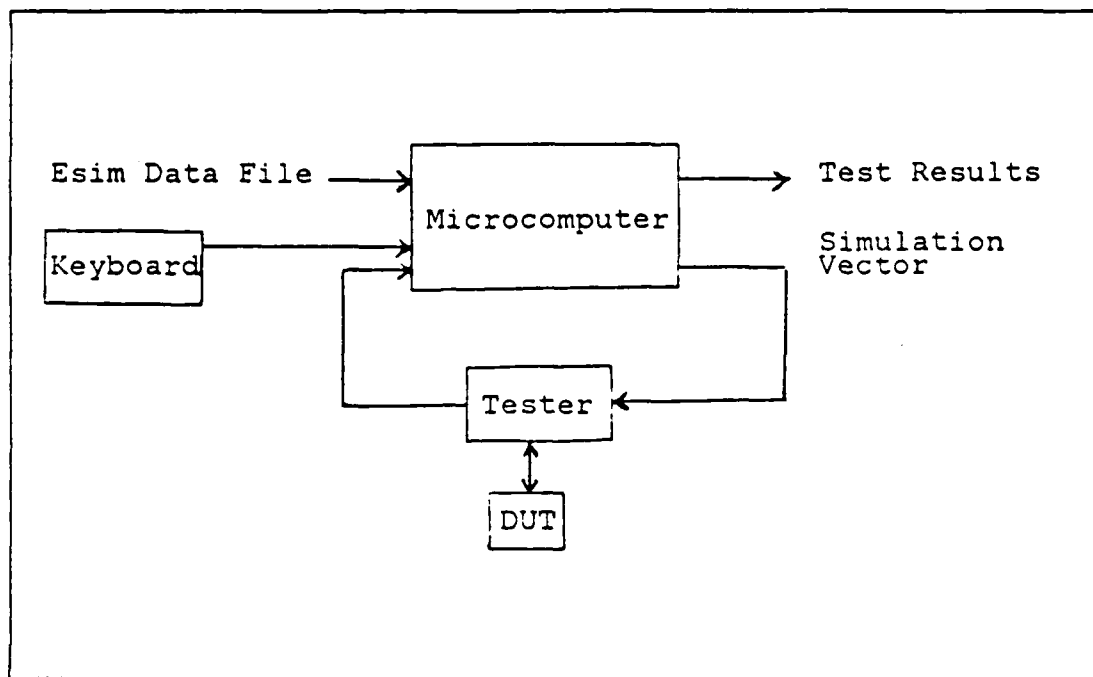 Esim Data File
Test Results
Microcomputer
Simulation
Vector
Keyboard
Tester
DUT